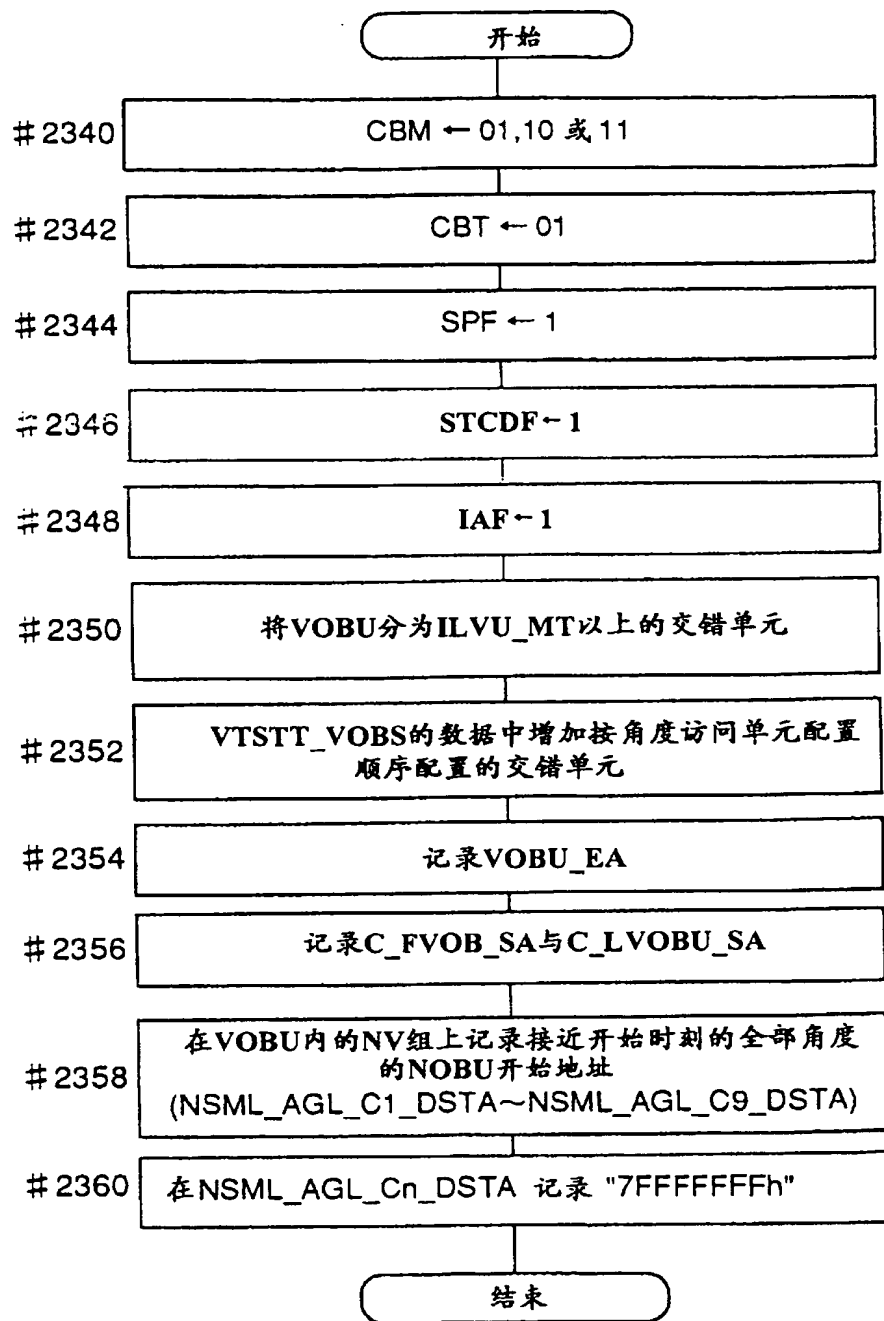 开始
#2340
CBM ← 01,10 或 11
#2342
CBT ← 01
#2344
SPF ← 1
#2346
STCDF ← 1
#2348
IAF ← 1
#2350
将VOBU分为ILVU_MT以上的交错单元
#2352
VTSTT_VOBS的数据中增加按角度访问单元配置
顺序配置的交错单元
#2354
记录VOBU_EA
#2356
记录C_FVOB_SA与C_LVOBU_SA
#2358
在VOBU内的NV组上记录接近开始时刻的全部角度
的NOBU开始地址
(NSML_AGL_C1_DSTA～NSML_AGL_C9_DSTA)
#2360
在NSML_AGL_Cn_DSTA 记录 "7FFFFFFFh"
结束